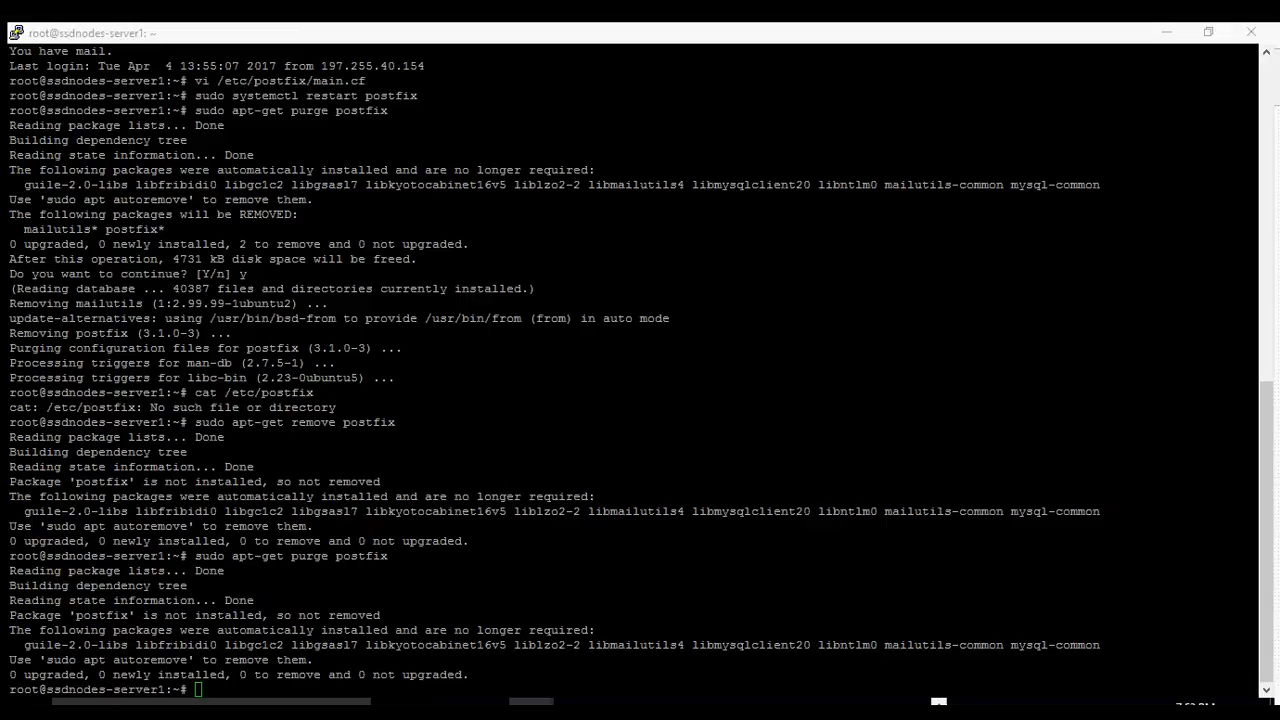 root@ssdnodes-server1: ~
You have mail.
Last login: Tue Apr  4 13:55:07 2017 from 197.255.40.154
root@ssdnodes-server1:~# vi /etc/postfix/main.cf
root@ssdnodes-server1:~# sudo systemctl restart postfix
root@ssdnodes-server1:~# sudo apt-get purge postfix
Reading package lists... Done
Building dependency tree
Reading state information... Done
The following packages were automatically installed and are no longer required:
  guile-2.0-libs libfribidi0 libgc1c2 libgsasl7 libkyotocabinet16v5 liblzo2-2 libmailutils4 libmysqlclient20 libntlm0 mailutils-common mysql-common
Use 'sudo apt autoremove' to remove them.
The following packages will be REMOVED:
  mailutils* postfix*
0 upgraded, 0 newly installed, 2 to remove and 0 not upgraded.
After this operation, 4731 kB disk space will be freed.
Do you want to continue? [Y/n] y
(Reading database ... 40387 files and directories currently installed.)
Removing mailutils (1:2.99.99-1ubuntu2) ...
update-alternatives: using /usr/bin/bsd-from to provide /usr/bin/from (from) in auto mode
Removing postfix (3.1.0-3) ...
Purging configuration files for postfix (3.1.0-3) ...
Processing triggers for man-db (2.7.5-1) ...
Processing triggers for libc-bin (2.23-0ubuntu5) ...
root@ssdnodes-server1:~# cat /etc/postfix
cat: /etc/postfix: No such file or directory
root@ssdnodes-server1:~# sudo apt-get remove postfix
Reading package lists... Done
Building dependency tree
Reading state information... Done
Package 'postfix' is not installed, so not removed
The following packages were automatically installed and are no longer required:
  guile-2.0-libs libfribidi0 libgc1c2 libgsasl7 libkyotocabinet16v5 liblzo2-2 libmailutils4 libmysqlclient20 libntlm0 mailutils-common mysql-common
Use 'sudo apt autoremove' to remove them.
0 upgraded, 0 newly installed, 0 to remove and 0 not upgraded.
root@ssdnodes-server1:~# sudo apt-get purge postfix
Reading package lists... Done
Building dependency tree
Reading state information... Done
Package 'postfix' is not installed, so not removed
The following packages were automatically installed and are no longer required:
  guile-2.0-libs libfribidi0 libgc1c2 libgsasl7 libkyotocabinet16v5 liblzo2-2 libmailutils4 libmysqlclient20 libntlm0 mailutils-common mysql-common
Use 'sudo apt autoremove' to remove them.
0 upgraded, 0 newly installed, 0 to remove and 0 not upgraded.
root@ssdnodes-server1:~#